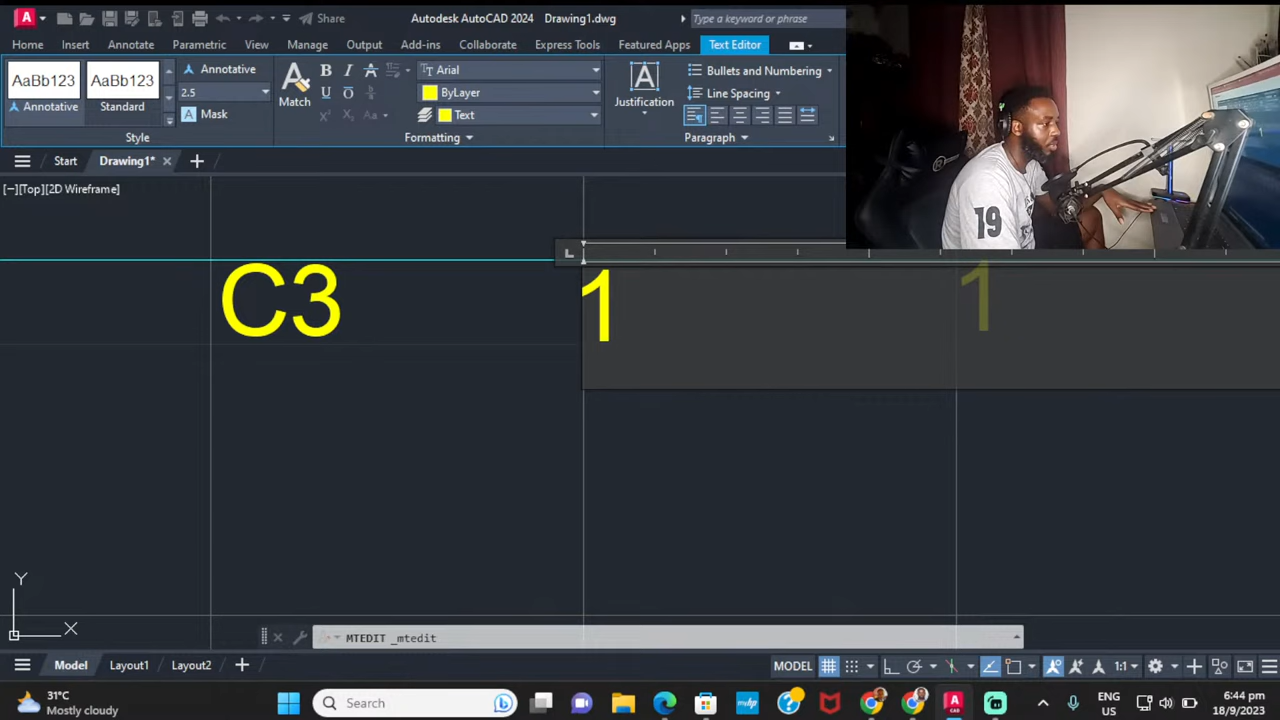 Share
Autodesk AutoCAD 2024 Drawing1.dwg
Type a keyword or phrase
Home Insert Annotate Parametric View Manage Output Add-ins Collaborate Express Tools Featured Apps Text Editor
AaBb123 AaBb123
Annotative Standard
Annotative
2.5
Mask
Style
Match
B I A
U O
Arial
ByLayer
Text
Formatting
A
Justification
Bullets and Numbering
Line Spacing
Paragraph
Start Drawing1*
[−][Top][2D Wireframe]
C3 1 1
19
Y
X
MTEDIT _mtedit
Model Layout1 Layout2
MODEL 1:1
31°C
Mostly cloudy
Search
ENG
US
6:44 pm
18/9/2023